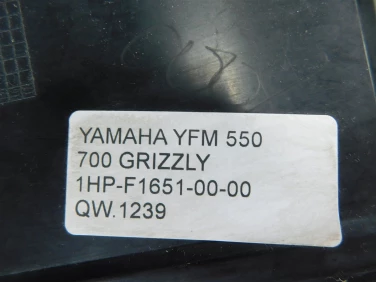 YAMAHA YFM 550
700 GRIZZLY
1HP-F1651-00-00
QW.1239